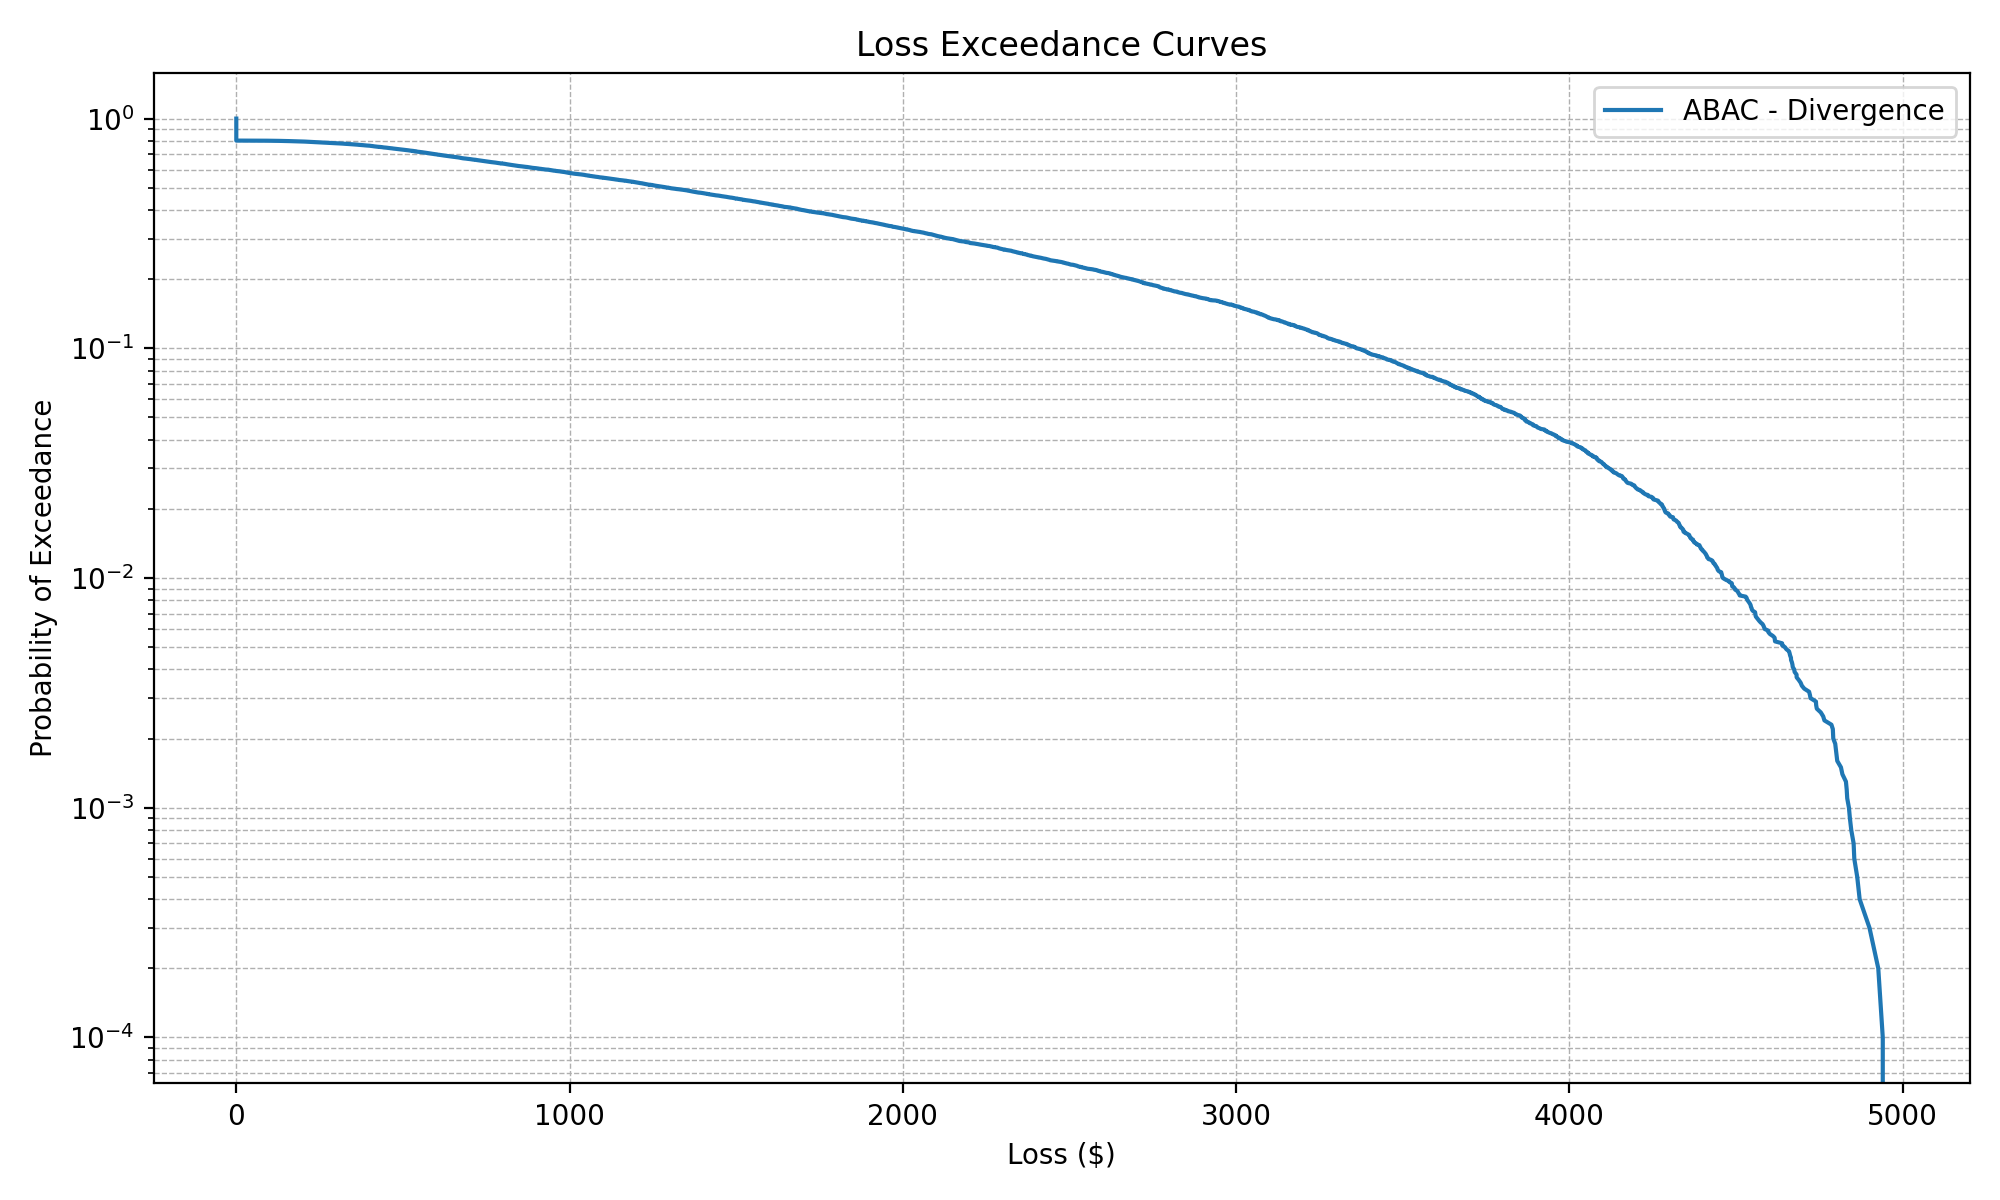 Loss Exceedance Curves
ABAC - Divergence
Probability of Exceedance
10⁰
10⁻¹
10⁻²
10⁻³
10⁻⁴
0 1000 2000 3000 4000 5000
Loss ($)